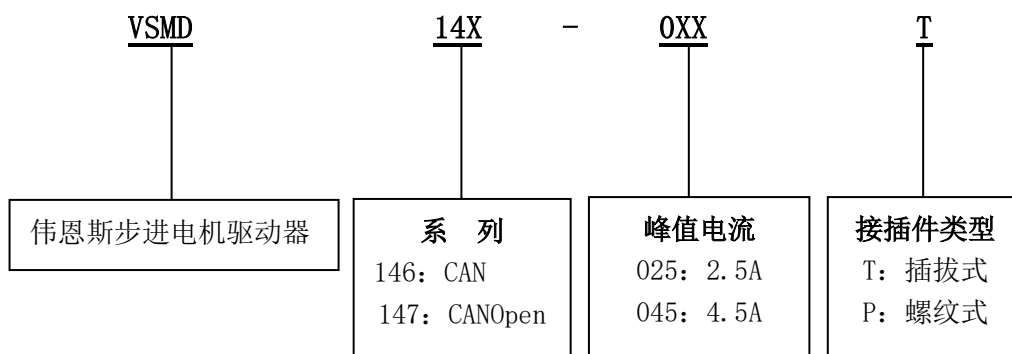 VSMD 14X - 0XX T
伟恩斯步进电机驱动器
系 列
146: CAN
147: CANOpen
峰值电流
025: 2.5A
045: 4.5A
接插件类型
T: 插拔式
P: 螺纹式